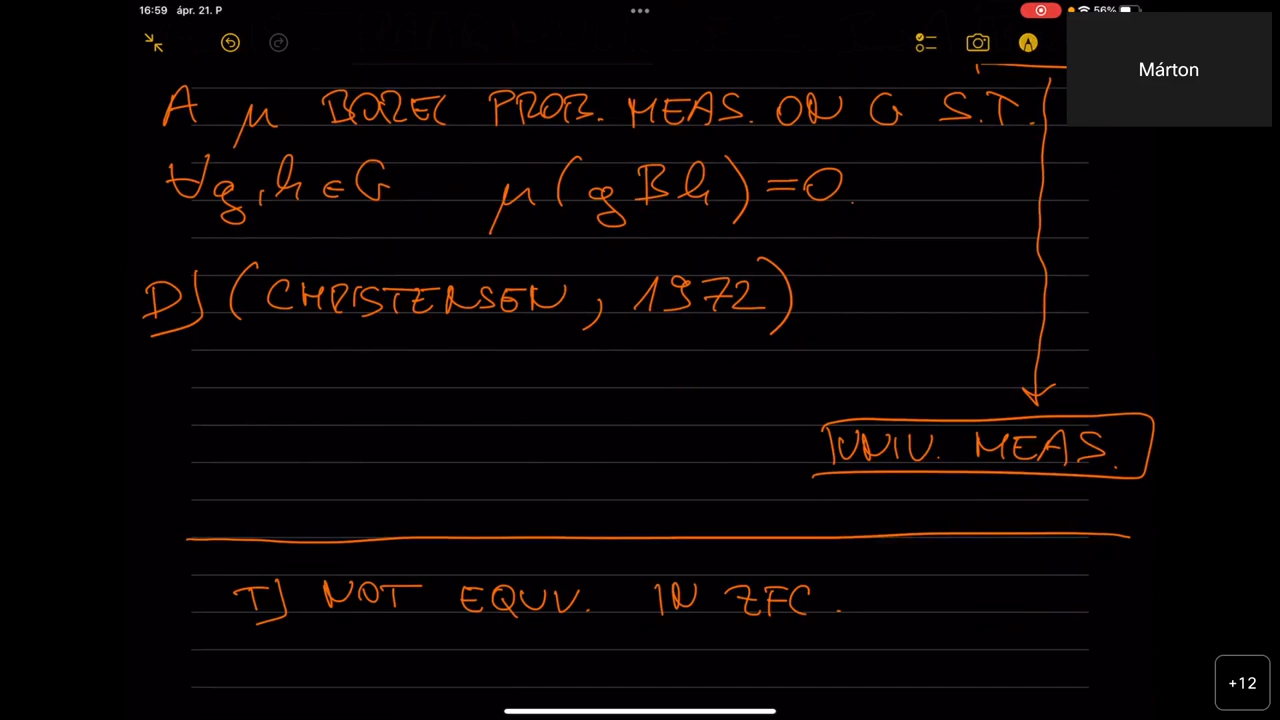 16:59 ápr. 21. P
56%
Márton
A μ BOREL PROB. MEAS. ON G S.T.
∀g,h∈G μ(gBh)=0.
D) (CHRISTENSEN, 1972)
UNIV. MEAS.
T) NOT EQUV. IN ZFC.
+12